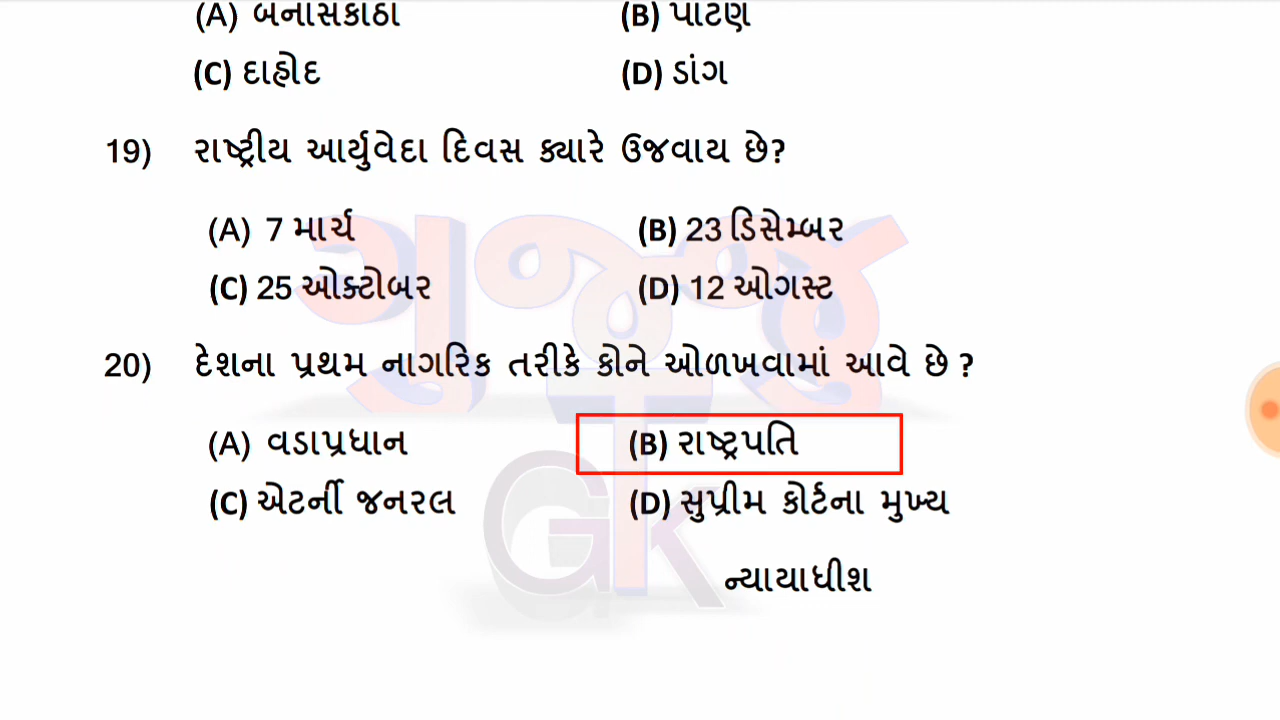 (A) બનાસકાંઠા (B) પાટણ
(C) દાહોદ (D) ડાંગ
19) રાષ્ટ્રીય આર્યુવેદા દિવસ ક્યારે ઉજવાય છે?
(A) 7 માર્ચ (B) 23 ડિસેમ્બર
(C) 25 ઓક્ટોબર (D) 12 ઓગસ્ટ
20) દેશના પ્રથમ નાગરિક તરીકે કોને ઓળખવામાં આવે છે ?
(A) વડાપ્રધાન (B) રાષ્ટ્રપતિ
(C) એટર્ની જનરલ (D) સુપ્રીમ કોર્ટના મુખ્ય
ન્યાયાધીશ
ગુજ્જુ
T
GK